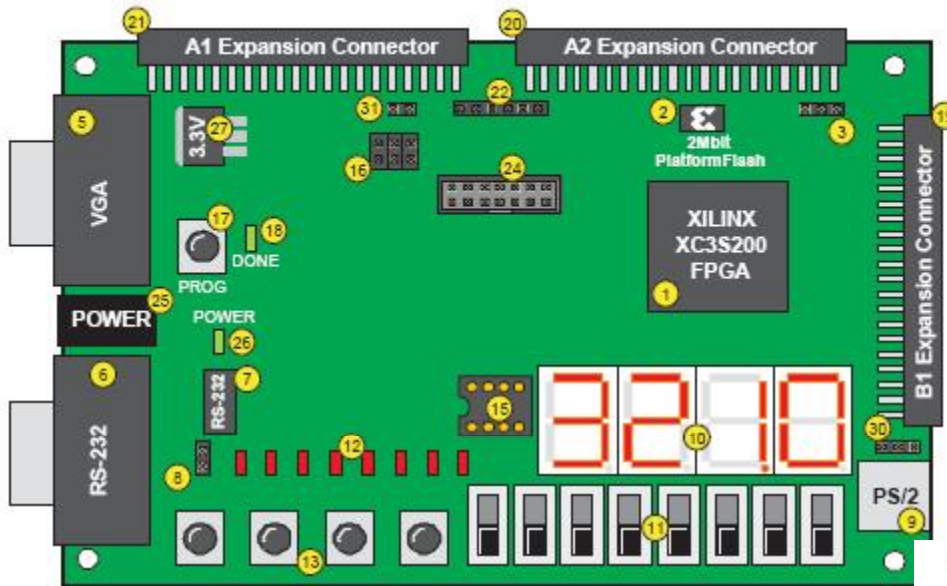 21
A1 Expansion Connector
20
A2 Expansion Connector
5
VGA
27
3.3V
31
22
16
24
2
2Mbit
PlatformFlash
3
B1 Expansion Connector
17
PROG
18
DONE
XILINX
XC3S200
FPGA
1
POWER
25
POWER
26
6
RS-232
7
RS-232
8
12
15
321.0
10
30
PS/2
9
13
11